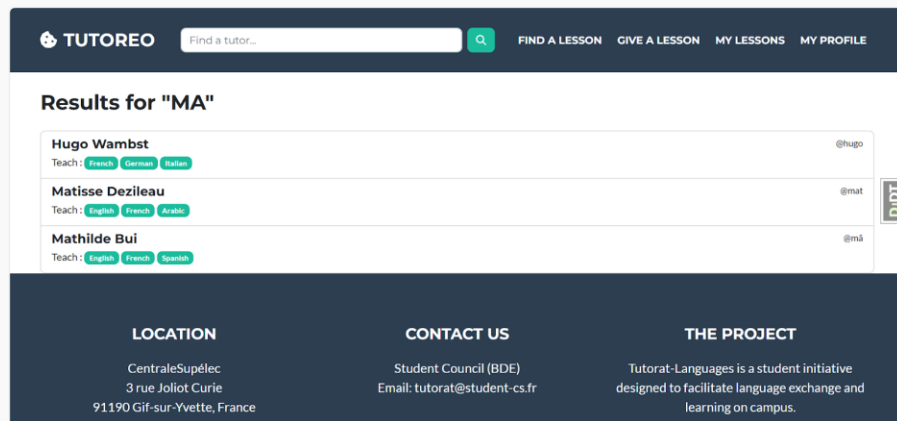 TUTOREO
Find a tutor...
FIND A LESSON GIVE A LESSON MY LESSONS MY PROFILE
Results for "MA"
Hugo Wambst @hugo
Teach : French German Italian
Matisse Dezileau @mat
Teach : English French Arabic
Mathilde Bui @mâ
Teach : English French Spanish
DjDT
LOCATION
CentraleSupélec
3 rue Joliot Curie
91190 Gif-sur-Yvette, France
CONTACT US
Student Council (BDE)
Email: tutorat@student-cs.fr
THE PROJECT
Tutorat-Languages is a student initiative
designed to facilitate language exchange and
learning on campus.